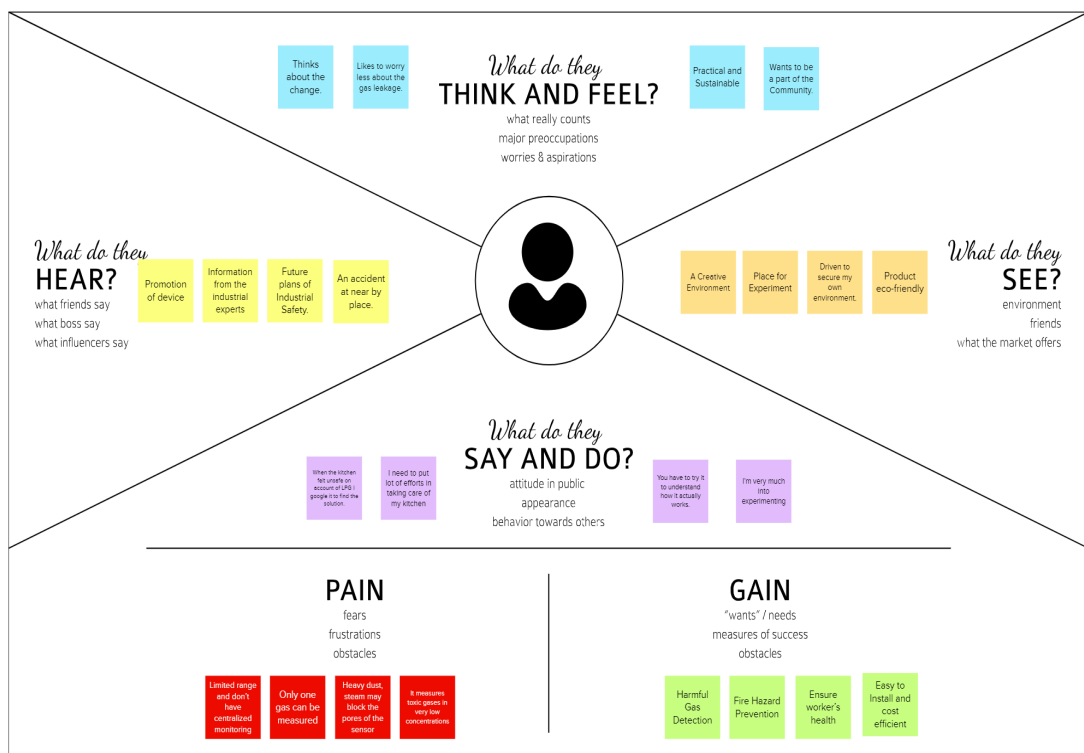 What do they
THINK AND FEEL?
what really counts
major preoccupations
worries & aspirations
Thinks
about the
change.
Likes to worry
less about the
gas leakage.
Practical and
Sustainable
Wants to be
a part of the
Community.
What do they
HEAR?
what friends say
what boss say
what influencers say
Promotion
of device
Information
from the
industrial
experts
Future
plans of
Industrial
Safety.
An accident
at near by
place.
A Creative
Environment
Place for
Experiment
Driven to
secure my
own
environment.
Product
eco-friendly
What do they
SEE?
environment
friends
what the market offers
What do they
SAY AND DO?
attitude in public
appearance
behavior towards others
When the kitchen
felt unsafe on
account of LPG I
google it to find the
solution.
I need to put
lot of efforts in
taking care of
my kitchen
You have to try it
to understand
how it actually
works.
I'm very much
into
experimenting.
PAIN
fears
frustrations
obstacles
Limited range
and don't
have
centralized
monitoring
Only one
gas can be
measured
Heavy dust,
steam may
block the
pores of the
sensor
It measures
toxic gases in
very low
concentrations
GAIN
"wants" / needs
measures of success
obstacles
Harmful
Gas
Detection
Fire Hazard
Prevention
Ensure
worker's
health
Easy to
Install and
cost
efficient